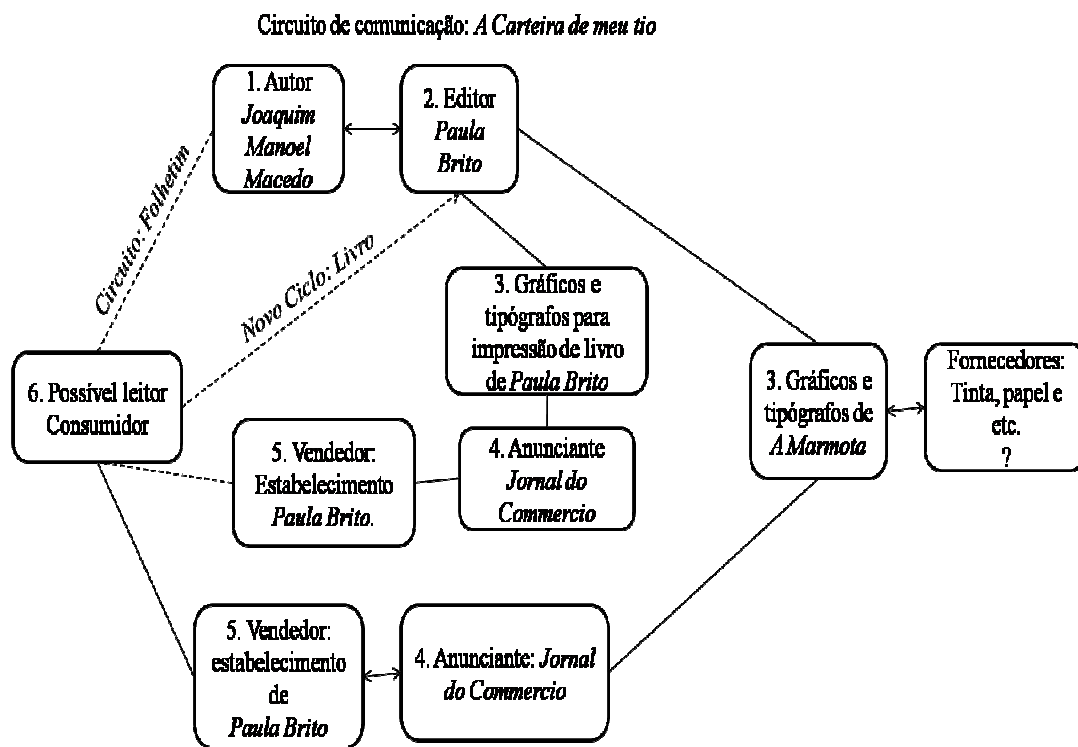 Circuito de comunicação: A Carteira de meu tio
1. Autor
Joaquim
Manoel
Macedo
2. Editor
Paula
Brito
Circuito: Folhetim
Novo Ciclo: Livro
3. Gráficos e
tipógrafos para
impressão de livro
de Paula Brito
6. Possível leitor
Consumidor
3. Gráficos e
tipógrafos de
A Marmota
Fornecedores:
Tinta, papel e
etc.
?
5. Vendedor:
Estabelecimento
Paula Brito.
4. Anunciante
Jornal do
Commercio
5. Vendedor:
estabelecimento
de
Paula Brito
4. Anunciante: Jornal
do Commercio